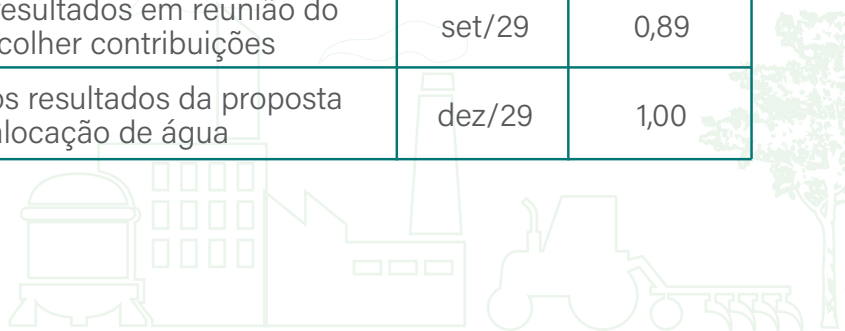 resultados em reunião do
colher contribuições
set/29
0,89
os resultados da proposta
alocação de água
dez/29
1,00